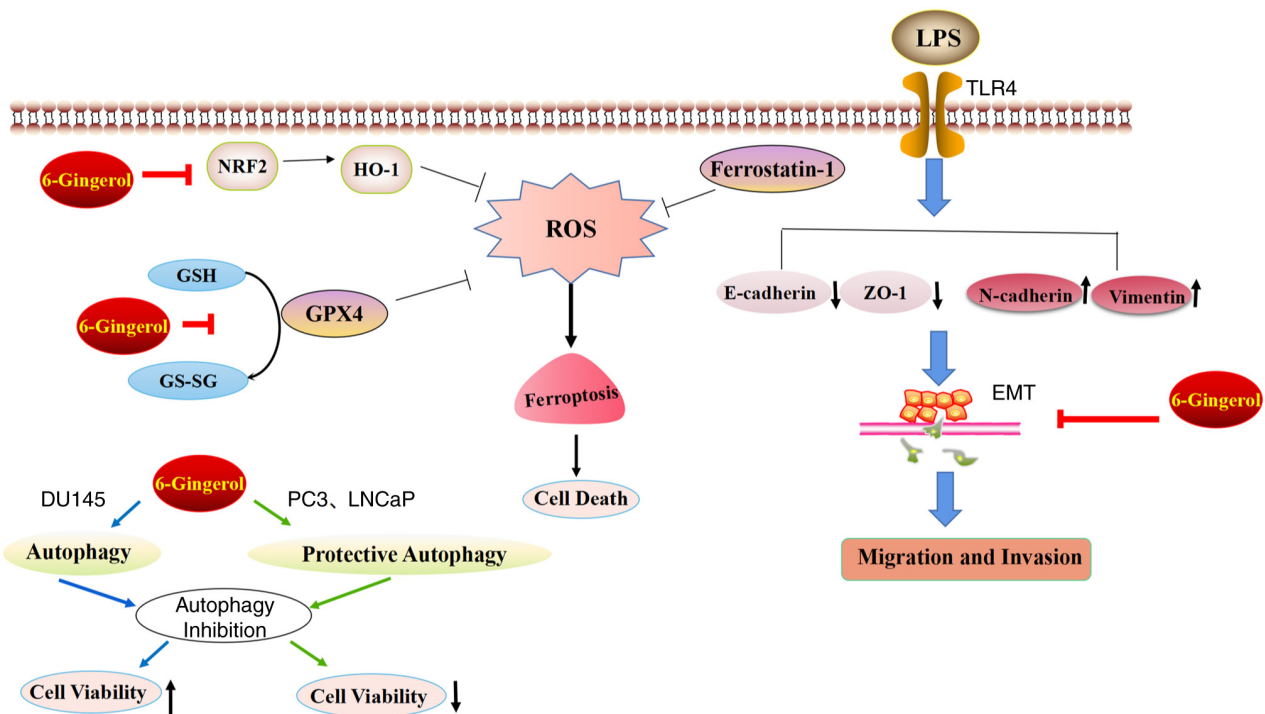 LPS
TLR4
6-Gingerol
NRF2
HO-1
Ferrostatin-1
ROS
GSH
6-Gingerol
GPX4
GS-SG
E-cadherin
ZO-1
N-cadherin
Vimentin
Ferroptosis
Cell Death
EMT
6-Gingerol
Migration and Invasion
6-Gingerol
DU145
PC3、LNCaP
Autophagy
Protective Autophagy
Autophagy
Inhibition
Cell Viability
Cell Viability